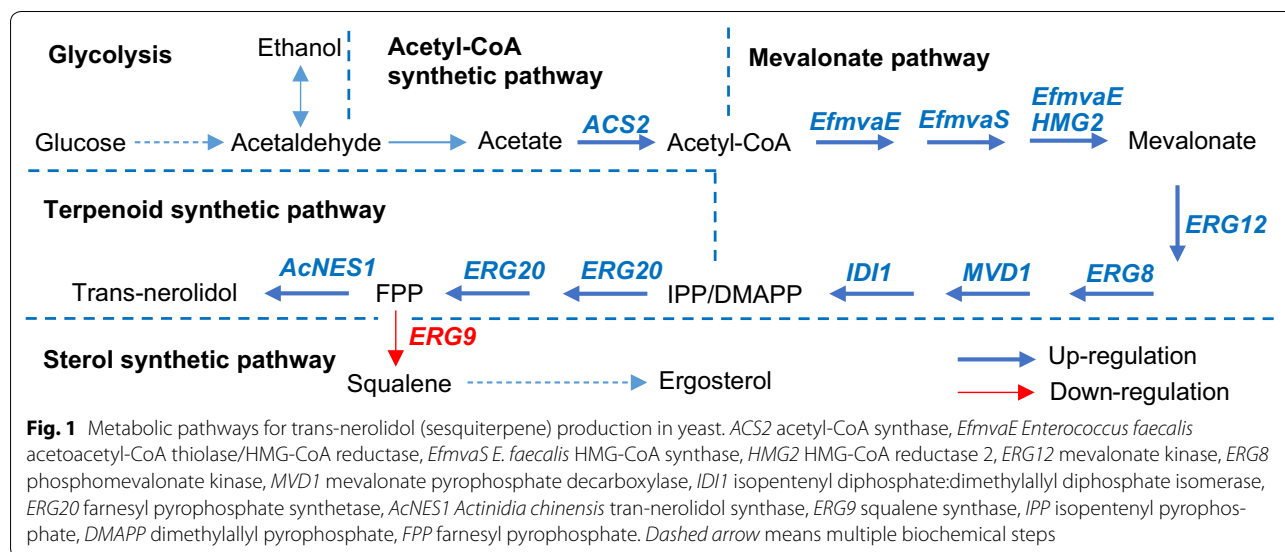 Glycolysis
Ethanol
Acetyl-CoA
synthetic pathway
Mevalonate pathway
Glucose
Acetaldehyde
Acetate
ACS2
Acetyl-CoA
EfmvaE
EfmvaS
EfmvaE
HMG2
Mevalonate
Terpenoid synthetic pathway
ERG12
Trans-nerolidol
AcNES1
FPP
ERG20
ERG20
IPP/DMAPP
IDI1
MVD1
ERG8
Sterol synthetic pathway
ERG9
Squalene
Ergosterol
Up-regulation
Down-regulation
Fig. 1 Metabolic pathways for trans-nerolidol (sesquiterpene) production in yeast. ACS2 acetyl-CoA synthase, EfmvaE Enterococcus faecalis
acetoacetyl-CoA thiolase/HMG-CoA reductase, EfmvaS E. faecalis HMG-CoA synthase, HMG2 HMG-CoA reductase 2, ERG12 mevalonate kinase, ERG8
phosphomevalonate kinase, MVD1 mevalonate pyrophosphate decarboxylase, IDI1 isopentenyl diphosphate:dimethylallyl diphosphate isomerase,
ERG20 farnesyl pyrophosphate synthetase, AcNES1 Actinidia chinensis tran-nerolidol synthase, ERG9 squalene synthase, IPP isopentenyl pyrophos-
phate, DMAPP dimethylallyl pyrophosphate, FPP farnesyl pyrophosphate. Dashed arrow means multiple biochemical steps